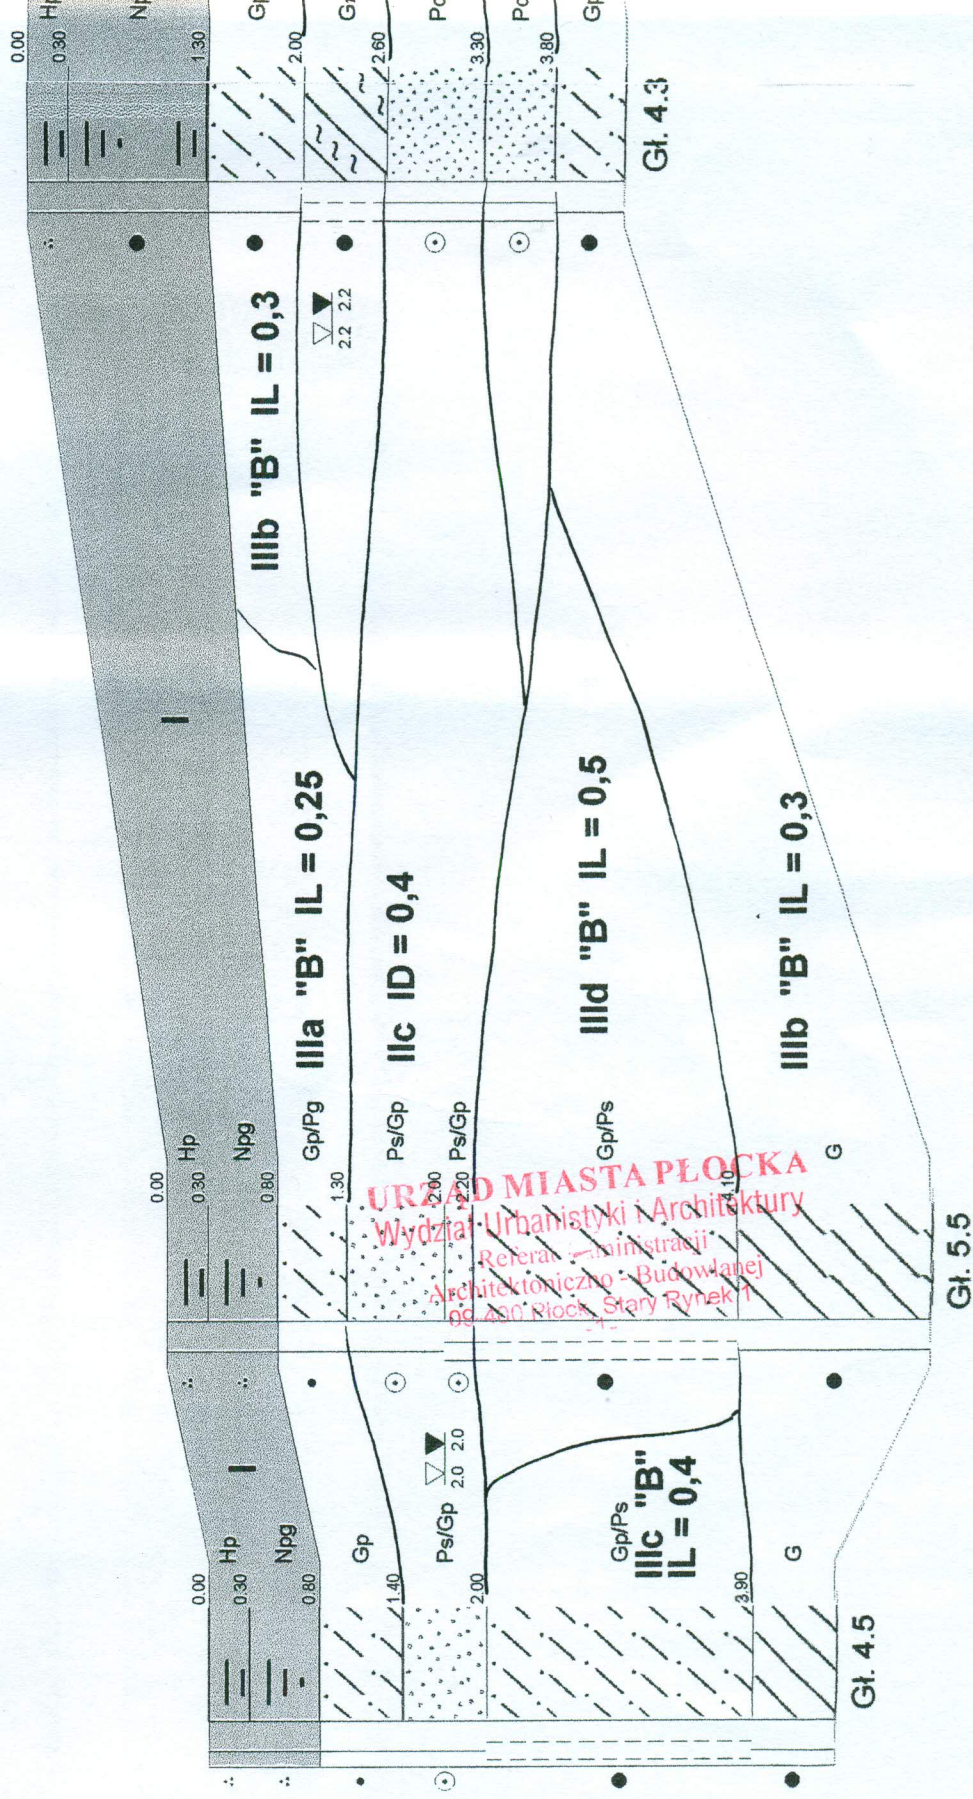 0.00
Hp
0.30
Npg
0.80
Gp
1.40
Ps/Gp
2.0 2.0
2.00
Gp/Ps
IIIc "B"
IL = 0,4
3.90
G
Gł. 4.5
I
0.00
Hp
0.30
Npg
0.80
Gp/Pg
1.30
Ps/Gp
2.00
Ps/Gp
2.20
Gp/Ps
4.10
G
Gł. 5.5
I
IIIa "B" IL = 0,25
IIc ID = 0,4
IIId "B" IL = 0,5
IIIb "B" IL = 0,3
IIIb "B" IL = 0,3
2.2 2.2
0.00
0.30
1.30
Gp
2.00
2.60
3.30
3.80
Gp
Gł. 4.3
URZĄD MIASTA PŁOCKA
Wydział Urbanistyki i Architektury
Referat Administracji
Architektoniczno - Budowlanej
09-400 Płock, Stary Rynek 1
-1-